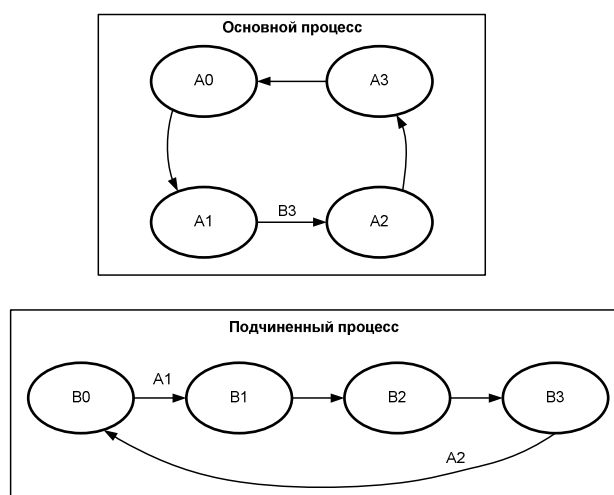 Основной процесс
A0 A3
A1 B3 A2
Подчиненный процесс
A1
B0 B1 B2 B3
A2